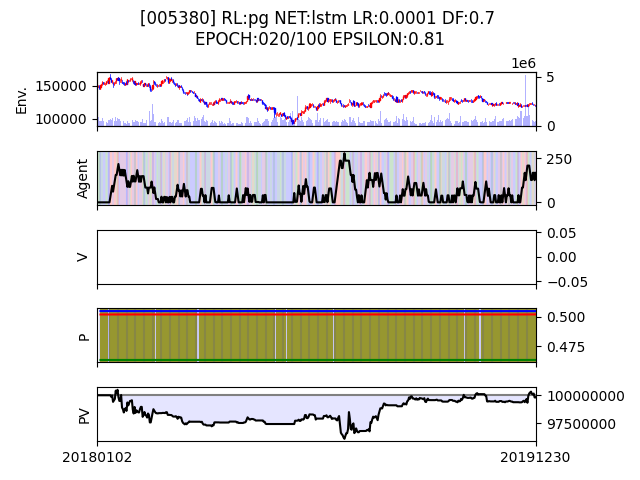 [005380] RL:pg NET:lstm LR:0.0001 DF:0.7
EPOCH:020/100 EPSILON:0.81
1e6
Env.
150000
100000
5
0
Agent
250
0
V
0.05
0.00
−0.05
P
0.500
0.475
PV
100000000
97500000
20180102
20191230